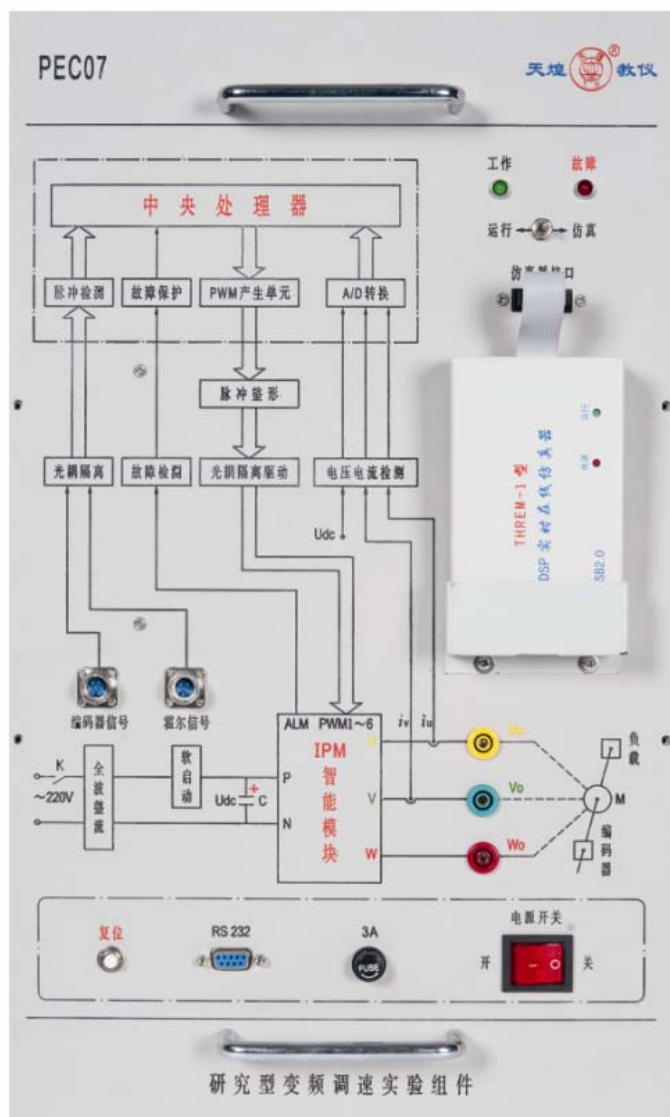 PEC07
天煌 教仪
工作 故障
运行 仿真
仿真器接口
中央处理器
脉冲检测 故障保护 PWM产生单元 A/D转换
脉冲整形
光耦隔离 故障检测 光耦隔离驱动 电压电流检测
Udc
THREM-1型
DSP实时在线仿真器
SB2.0
运行
编码器信号 霍尔信号
ALM PWM1～6 iv iu
IPM
智能模块
P
N
U
V
W
K
～220V
全波整流
软启动
Udc + C
Uo
Vo
Wo
M
负载
编码器
复位 RS 232 3A 电源开关
FUSE
开 关
研究型变频调速实验组件